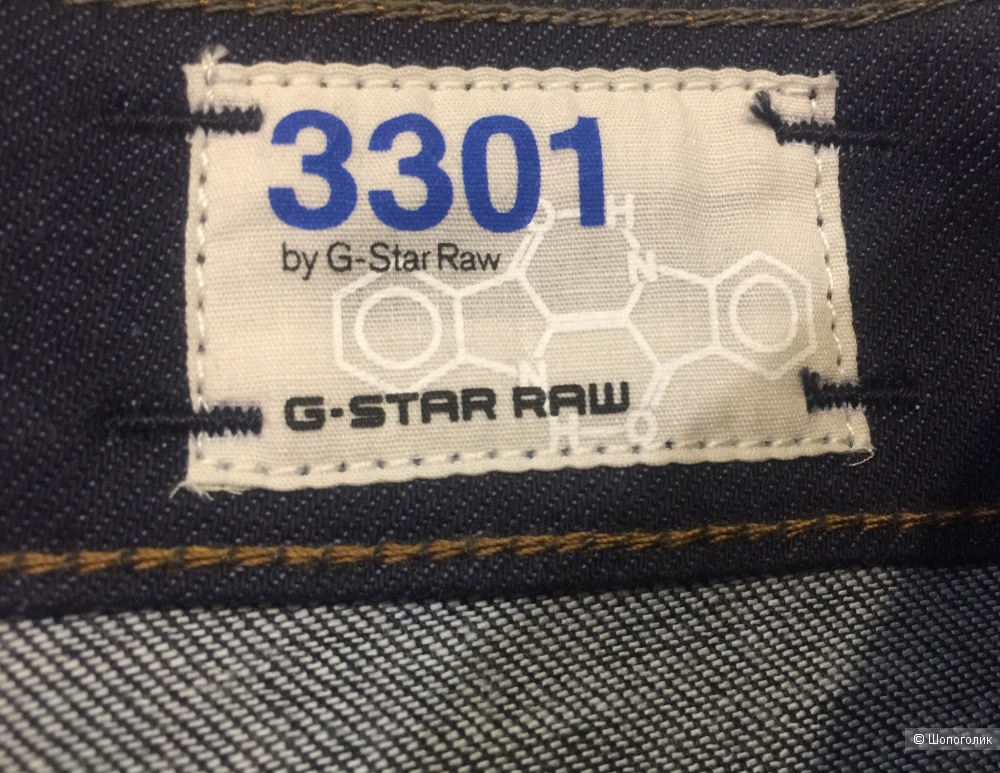 3301
by G-Star Raw
O H
N
N
G-STAR RAW
H O
© Шопоголик